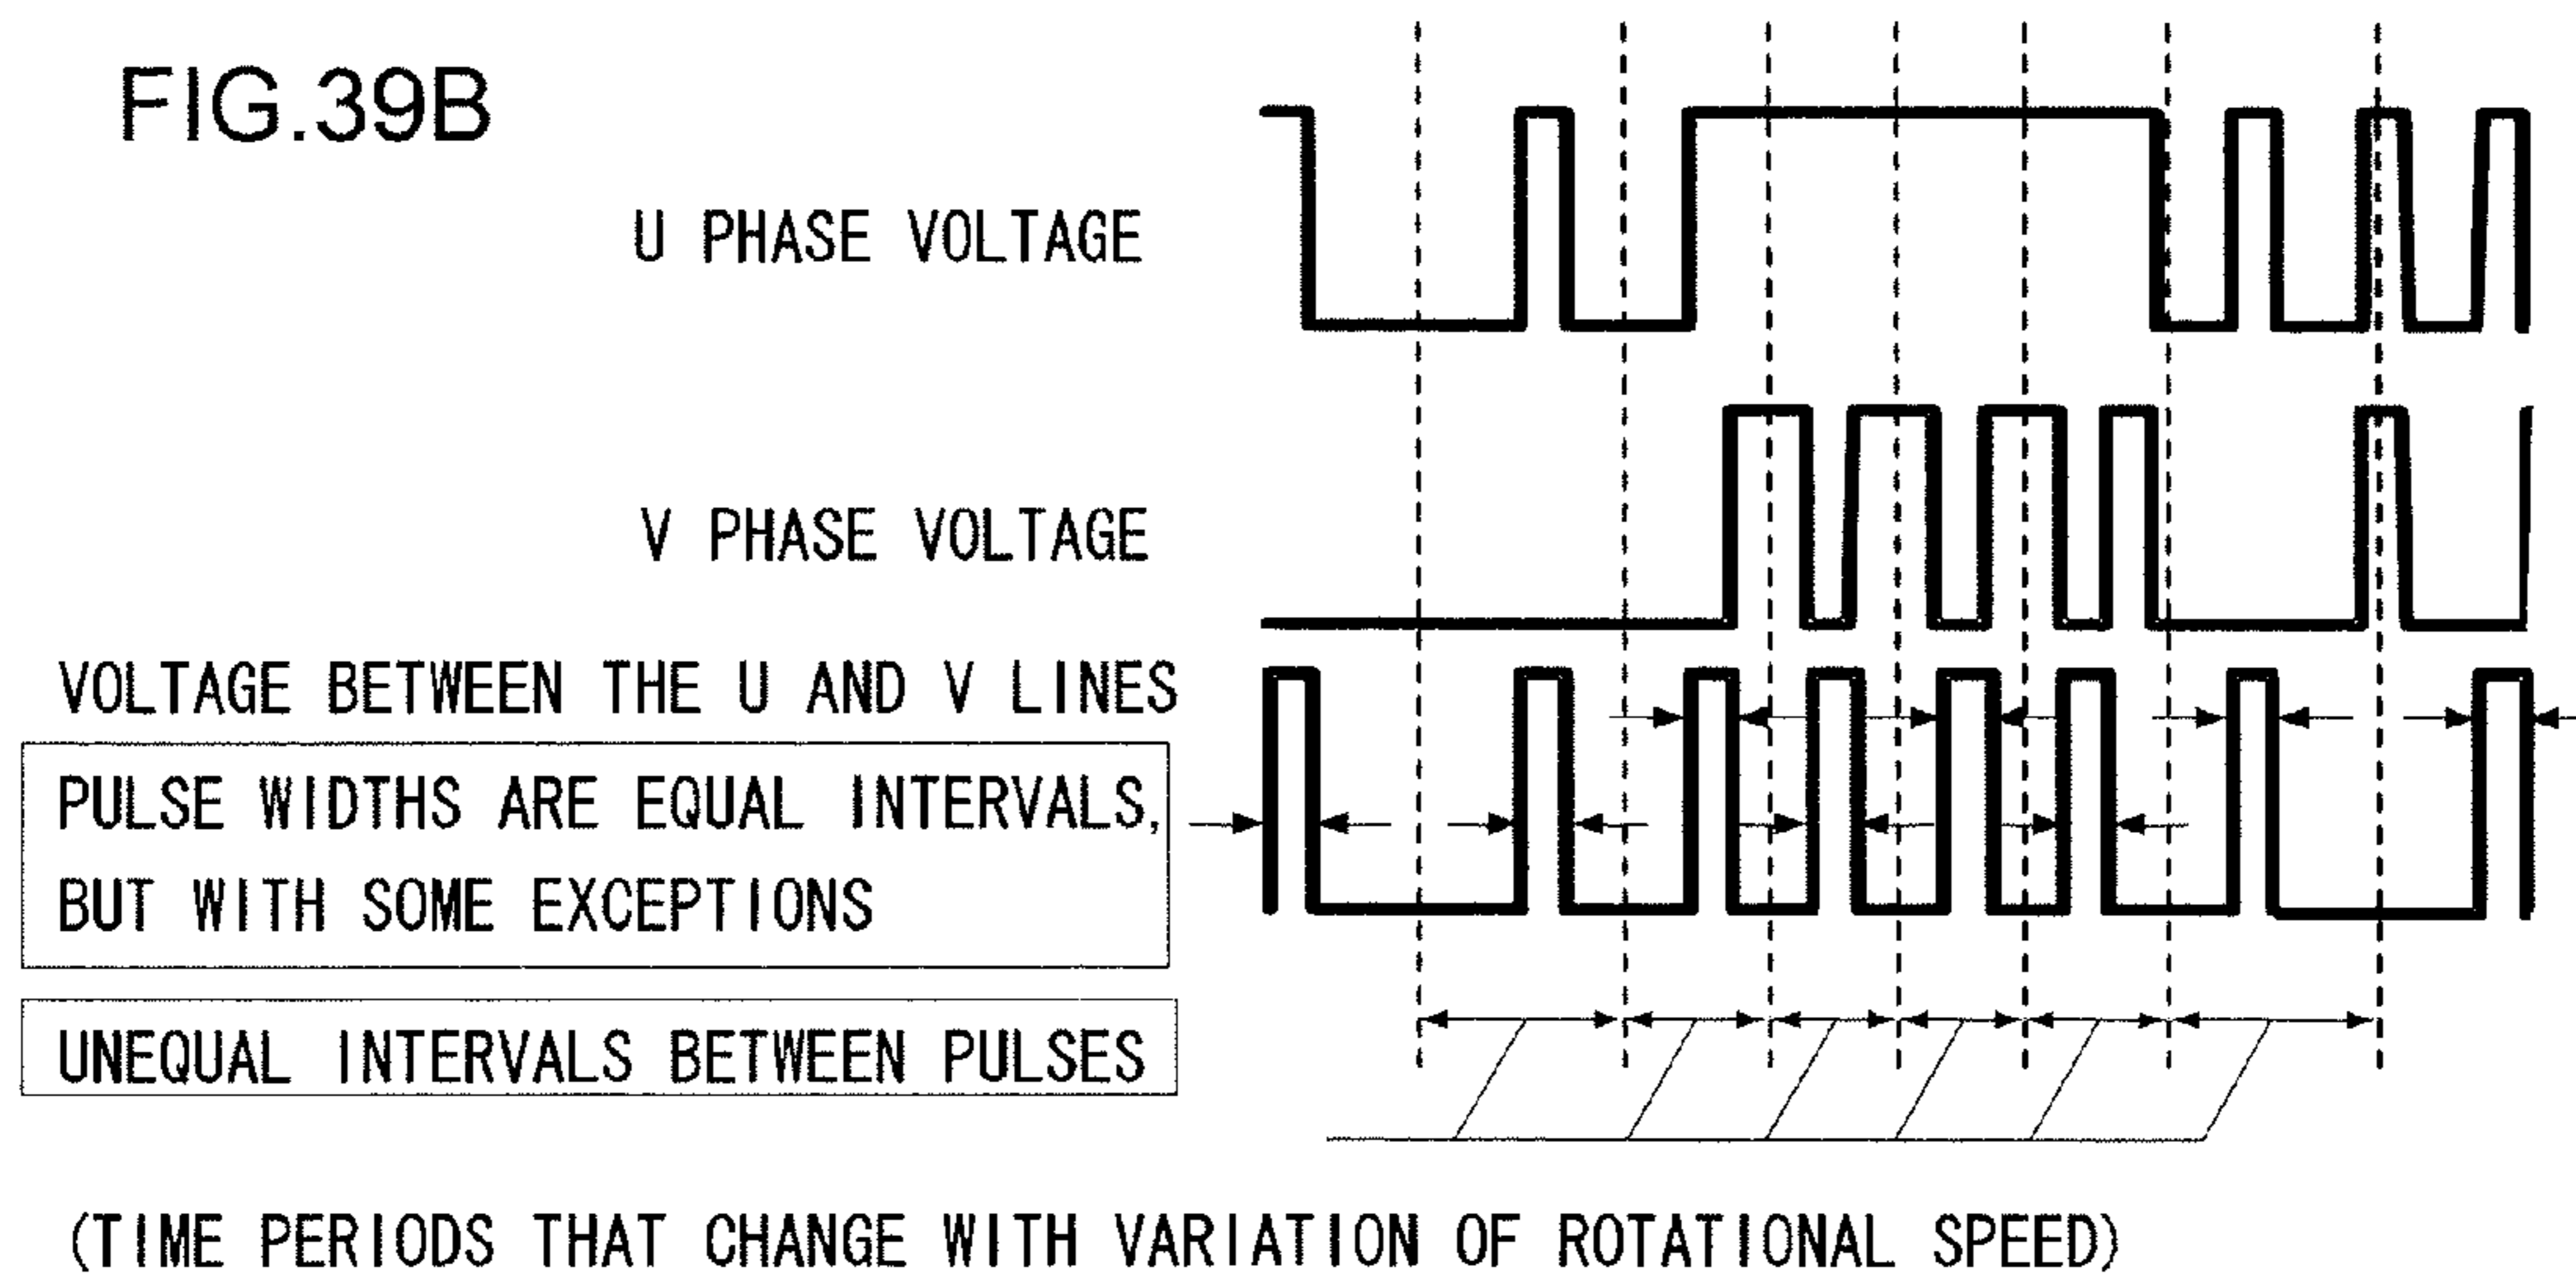 FIG.39B
U PHASE VOLTAGE
V PHASE VOLTAGE
VOLTAGE BETWEEN THE U AND V LINES
PULSE WIDTHS ARE EQUAL INTERVALS,
BUT WITH SOME EXCEPTIONS
UNEQUAL INTERVALS BETWEEN PULSES
(TIME PERIODS THAT CHANGE WITH VARIATION OF ROTATIONAL SPEED)